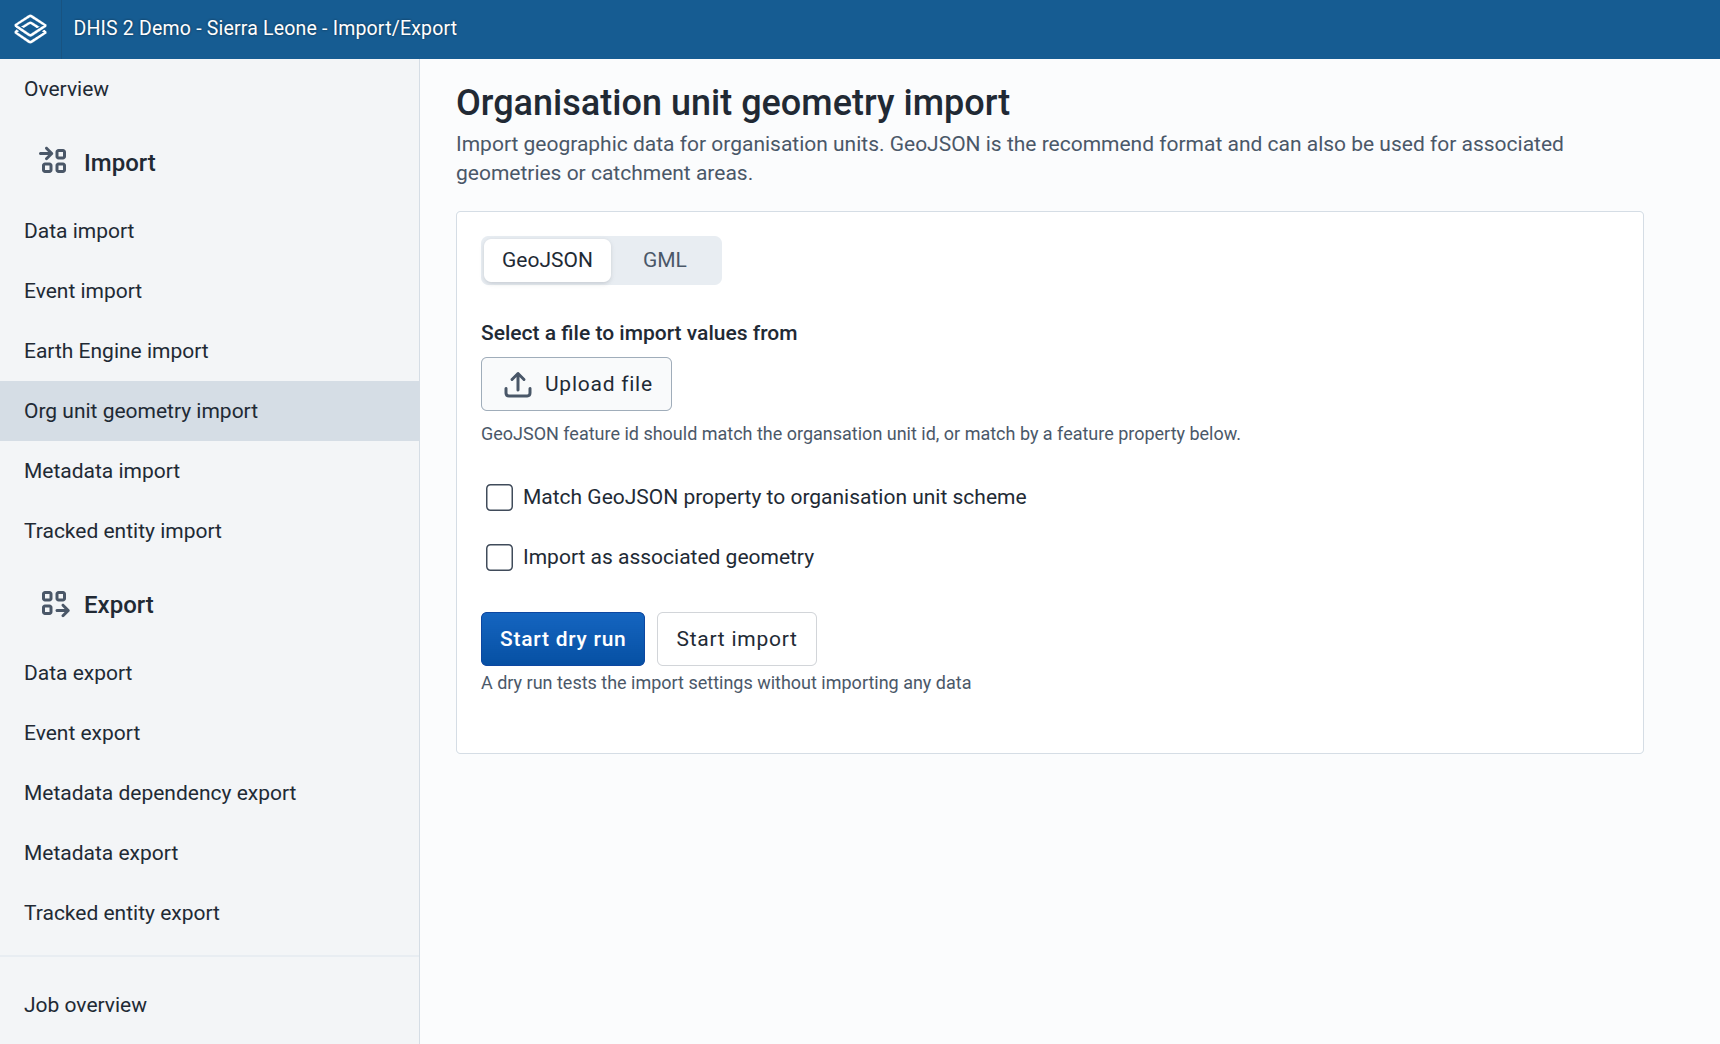 DHIS 2 Demo - Sierra Leone - Import/Export
Overview
Import
Data import
Event import
Earth Engine import
Org unit geometry import
Metadata import
Tracked entity import
Export
Data export
Event export
Metadata dependency export
Metadata export
Tracked entity export
Job overview
Organisation unit geometry import
Import geographic data for organisation units. GeoJSON is the recommend format and can also be used for associated
geometries or catchment areas.
GeoJSON GML
Select a file to import values from
Upload file
GeoJSON feature id should match the organsation unit id, or match by a feature property below.
Match GeoJSON property to organisation unit scheme
Import as associated geometry
Start dry run Start import
A dry run tests the import settings without importing any data